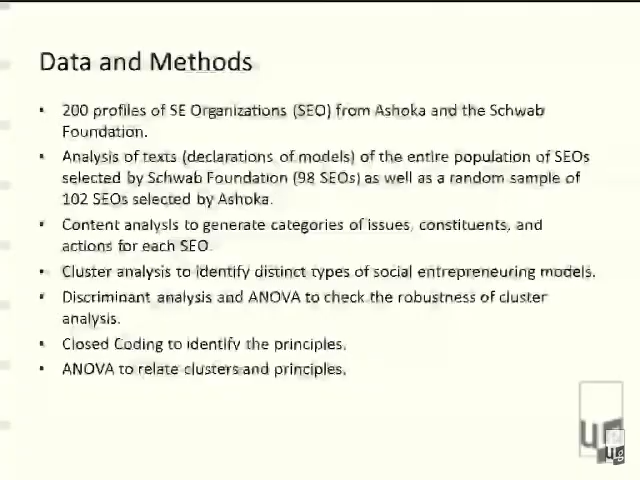 Data and Methods
200 profiles of SE Organizations (SEO) from Ashoka and the Schwab
Foundation.
Analysis of texts (declarations of models) of the entire population of SEOs
selected by Schwab Foundation (98 SEOs) as well as a random sample of
102 SEOs selected by Ashoka.
Content analysis to generate categories of issues, constituents, and
actions for each SEO.
Cluster analysis to identify distinct types of social entrepreneuring models.
Discriminant analysis and ANOVA to check the robustness of cluster
analysis.
Closed Coding to identify the principles.
ANOVA to relate clusters and principles.